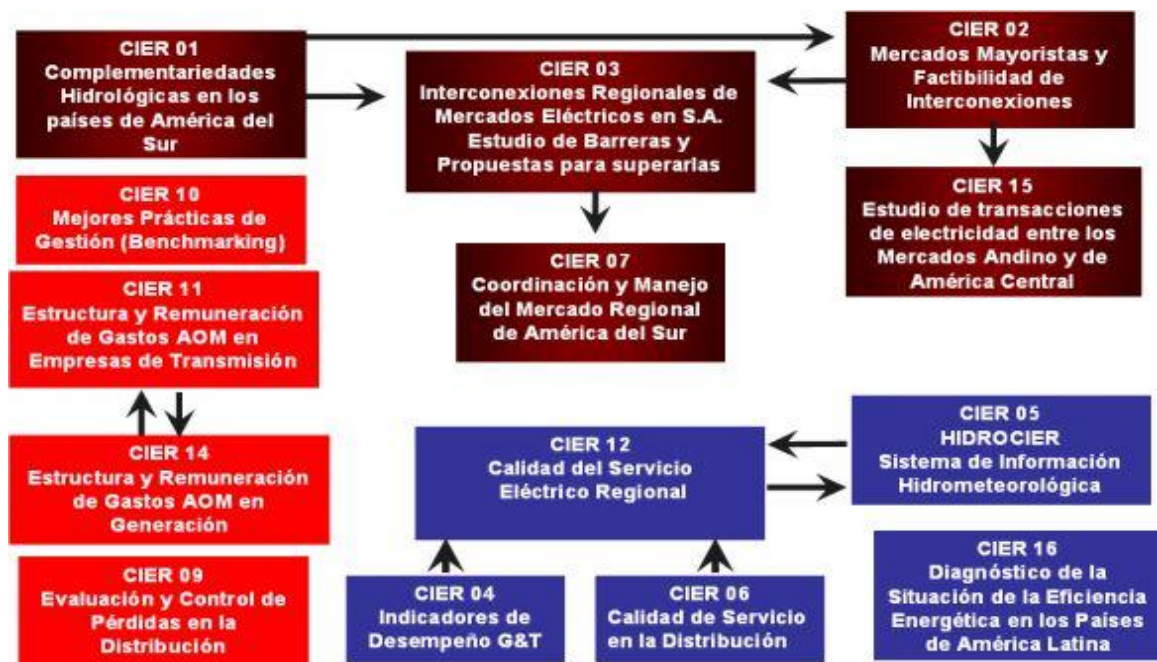 CIER 01
Complementariedades
Hidrológicas en los
países de América del
Sur
CIER 03
Interconexiones Regionales de
Mercados Eléctricos en S.A.
Estudio de Barreras y
Propuestas para superarlas
CIER 02
Mercados Mayoristas y
Factibilidad de
Interconexiones
CIER 10
Mejores Prácticas de
Gestión (Benchmarking)
CIER 15
Estudio de transacciones
de electricidad entre los
Mercados Andino y de
América Central
CIER 07
Coordinación y Manejo
del Mercado Regional
de América del Sur
CIER 11
Estructura y Remuneración
de Gastos AOM en
Empresas de Transmisión
CIER 14
Estructura y Remuneración
de Gastos AOM en
Generación
CIER 12
Calidad del Servicio
Eléctrico Regional
CIER 05
HIDROCIER
Sistema de Información
Hidrometeorológica
CIER 09
Evaluación y Control de
Pérdidas en la
Distribución
CIER 04
Indicadores de
Desempeño G&T
CIER 06
Calidad de Servicio
en la Distribución
CIER 16
Diagnóstico de la
Situación de la Eficiencia
Energética en los Países
de América Latina